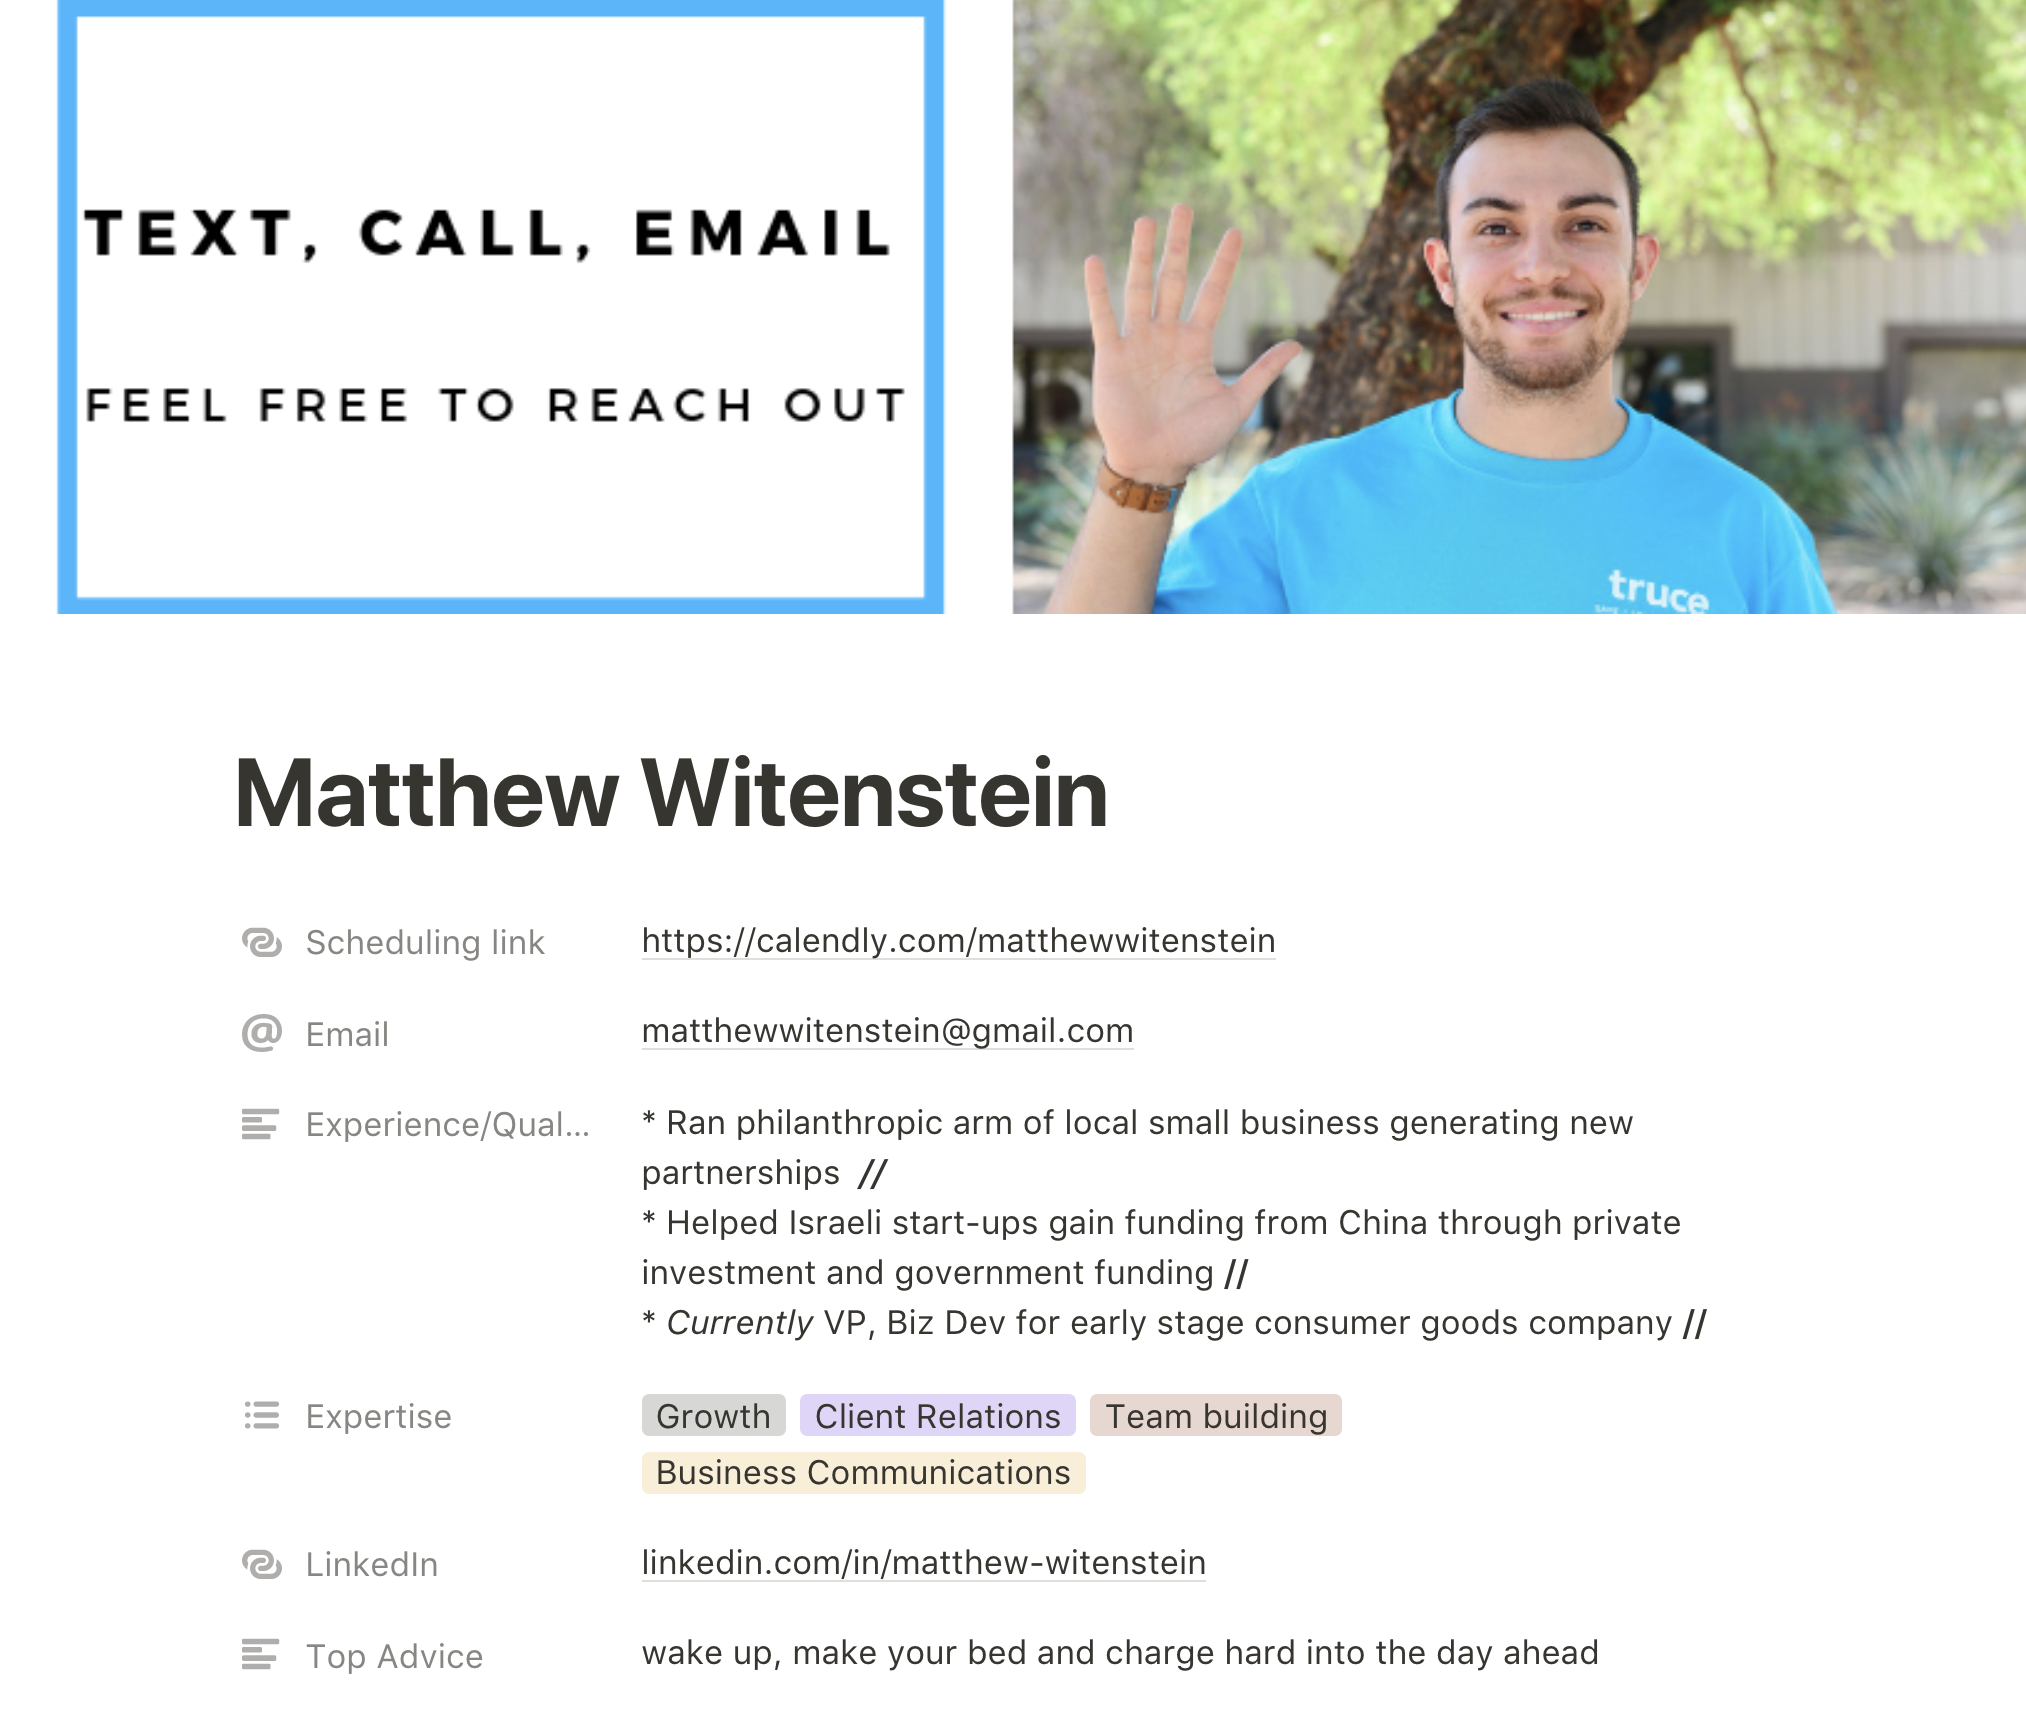 TEXT, CALL, EMAIL
FEEL FREE TO REACH OUT
truce
Matthew Witenstein
Scheduling link
https://calendly.com/matthewwitenstein
Email
matthewwitenstein@gmail.com
Experience/Qual...
* Ran philanthropic arm of local small business generating new
partnerships //
* Helped Israeli start-ups gain funding from China through private
investment and government funding //
* Currently VP, Biz Dev for early stage consumer goods company //
Expertise
Growth Client Relations Team building
Business Communications
LinkedIn
linkedin.com/in/matthew-witenstein
Top Advice
wake up, make your bed and charge hard into the day ahead